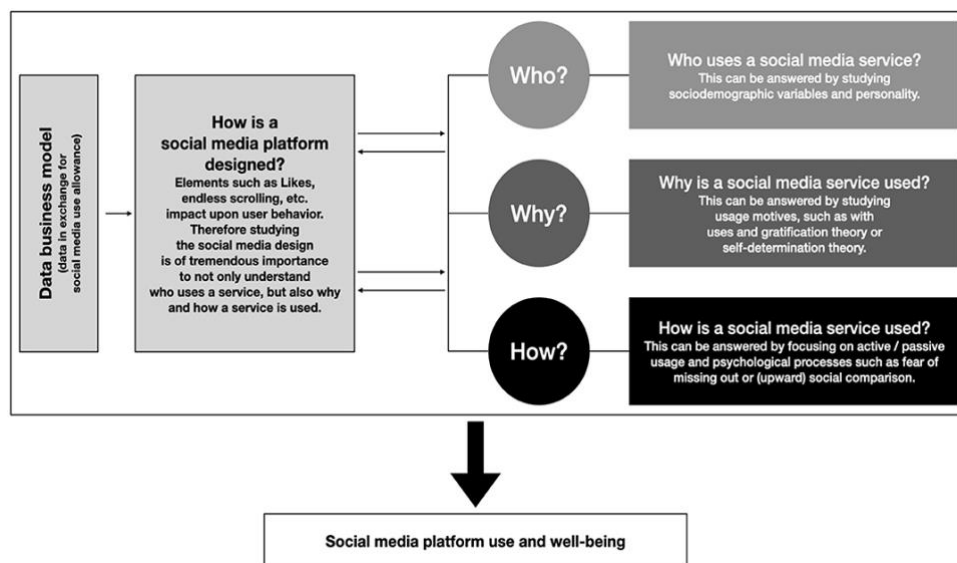 Data business model
(data in exchange for
social media use allowance)
How is a
social media platform
designed?
Elements such as Likes,
endless scrolling, etc.
impact upon user behavior.
Therefore studying
the social media design
is of tremendous importance
to not only understand
who uses a service, but also why
and how a service is used.
Who?
Who uses a social media service?
This can be answered by studying
sociodemographic variables and personality.
Why?
Why is a social media service used?
This can be answered by studying
usage motives, such as with
uses and gratification theory or
self-determination theory.
How?
How is a social media service used?
This can be answered by focusing on active / passive
usage and psychological processes such as fear of
missing out or (upward) social comparison.
Social media platform use and well-being